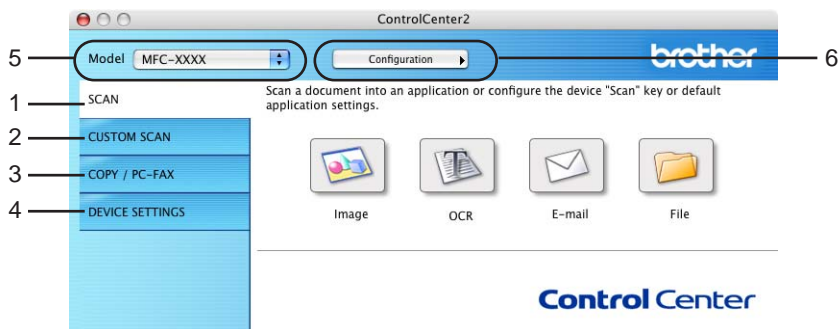 ControlCenter2
5 Model MFC-XXXX Configuration brother 6
1 SCAN
Scan a document into an application or configure the device "Scan" key or default
application settings.
2 CUSTOM SCAN
3 COPY / PC-FAX
4 DEVICE SETTINGS
Image OCR E-mail File
Control Center